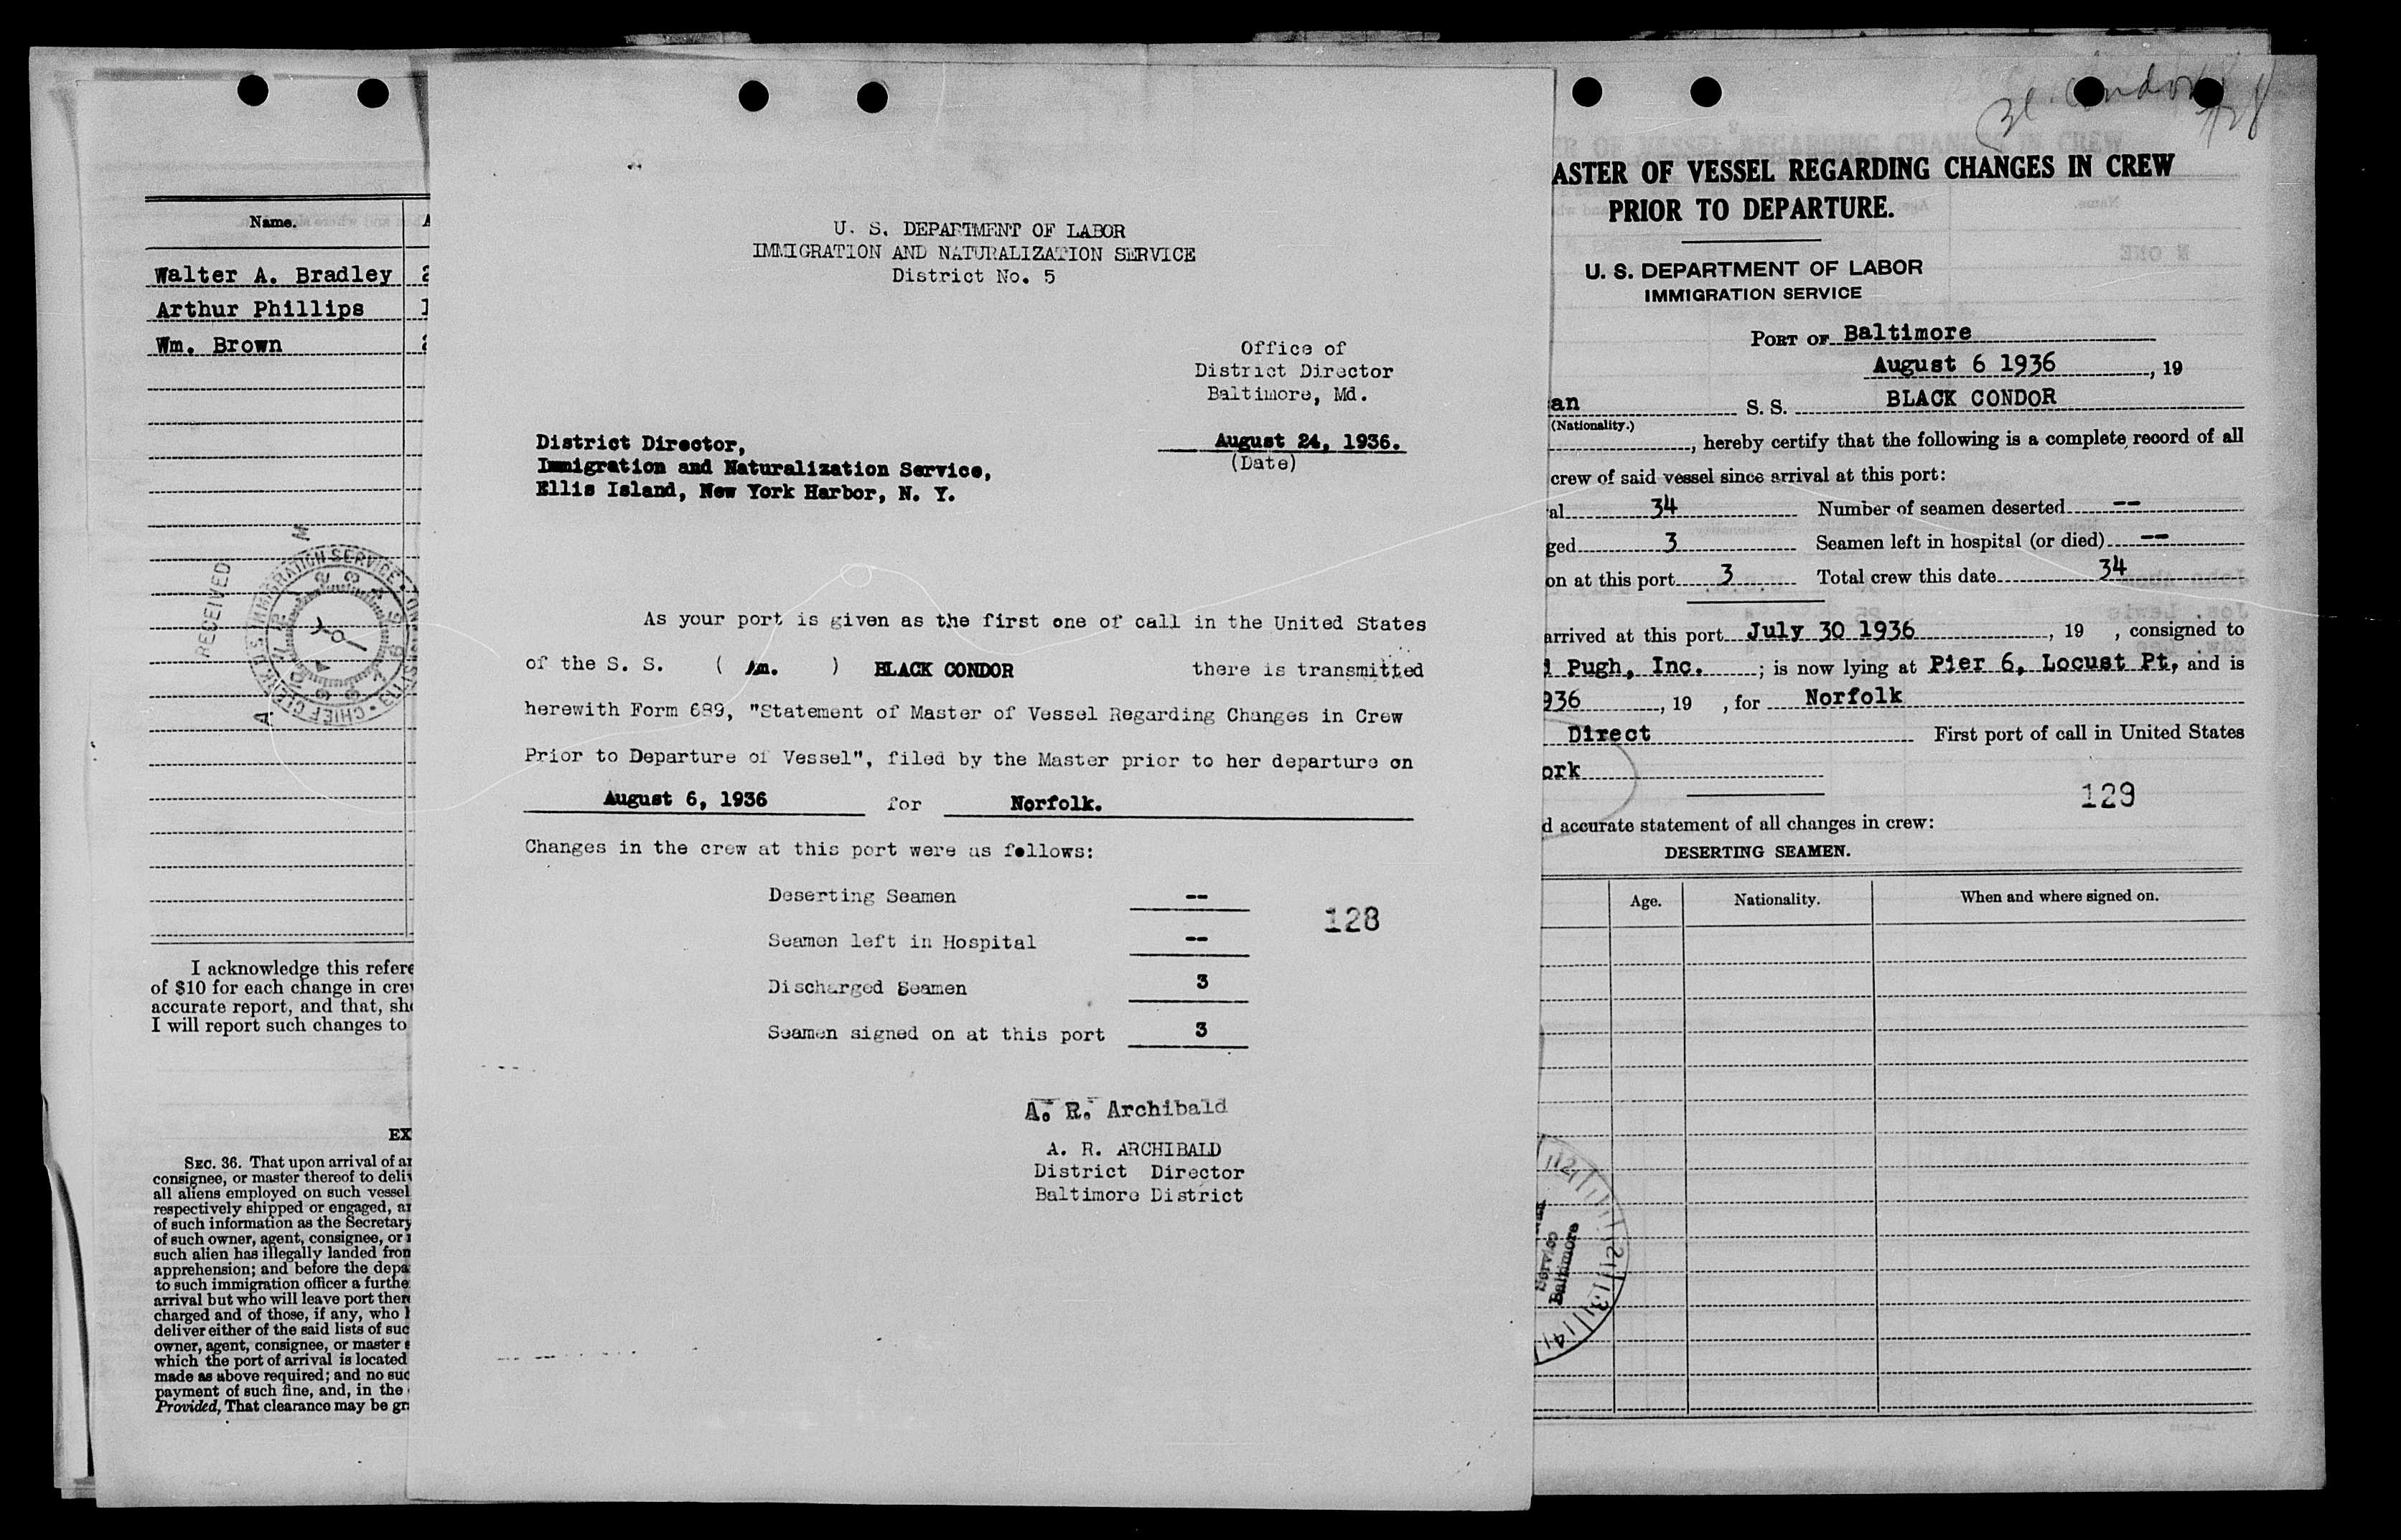 Name.
Walter A. Bradley
Arthur Phillips
Wm. Brown
RECEIVED
I acknowledge this refere
of $10 for each change in crew
accurate report, and that, sho
I will report such changes to
EX
SEC. 36. That upon arrival of an
consignee, or master thereof to deliv
all aliens employed on such vessel
respectively shipped or engaged, an
of such information as the Secretary
of such owner, agent, consignee, or
such alien has illegally landed from
apprehension; and before the depa
to such immigration officer a furthe
arrival but who will leave port there
charged and of those, if any, who h
deliver either of the said lists of suc
owner, agent, consignee, or master s
which the port of arrival is located
made as above required; and no suc
payment of such fine, and, in the
Provided, That clearance may be gr
U. S. DEPARTMENT OF LABOR
IMMIGRATION AND NATURALIZATION SERVICE
District No. 5
Office of
District Director
Baltimore, Md.
August 24, 1936.
(Date)
District Director,
Immigration and Naturalization Service,
Ellis Island, New York Harbor, N. Y.
As your port is given as the first one of call in the United States
of the S. S. ( Am. ) BLACK CONDOR there is transmitted
herewith Form 689, "Statement of Master of Vessel Regarding Changes in Crew
Prior to Departure of Vessel", filed by the Master prior to her departure on
August 6, 1936 for Norfolk.
Changes in the crew at this port were as follows:
Deserting Seamen --
Seamen left in Hospital --
128
Discharged Seamen 3
Seamen signed on at this port 3
A. R. Archibald
A. R. ARCHIBALD
District Director
Baltimore District
ASTER OF VESSEL REGARDING CHANGES IN CREW
PRIOR TO DEPARTURE.
U. S. DEPARTMENT OF LABOR
IMMIGRATION SERVICE
PORT OF Baltimore
August 6 1936, 19
an S. S. BLACK CONDOR
(Nationality.)
, hereby certify that the following is a complete record of all
crew of said vessel since arrival at this port:
al 34 Number of seamen deserted --
ged 3 Seamen left in hospital (or died) --
on at this port 3 Total crew this date 34
arrived at this port July 30 1936, 19 , consigned to
Pugh, Inc. ; is now lying at Pier 6, Locust Pt, and is
936, 19 , for Norfolk
Direct First port of call in United States
ork
129
d accurate statement of all changes in crew:
DESERTING SEAMEN.
Age. Nationality. When and where signed on.
Service
Baltimore